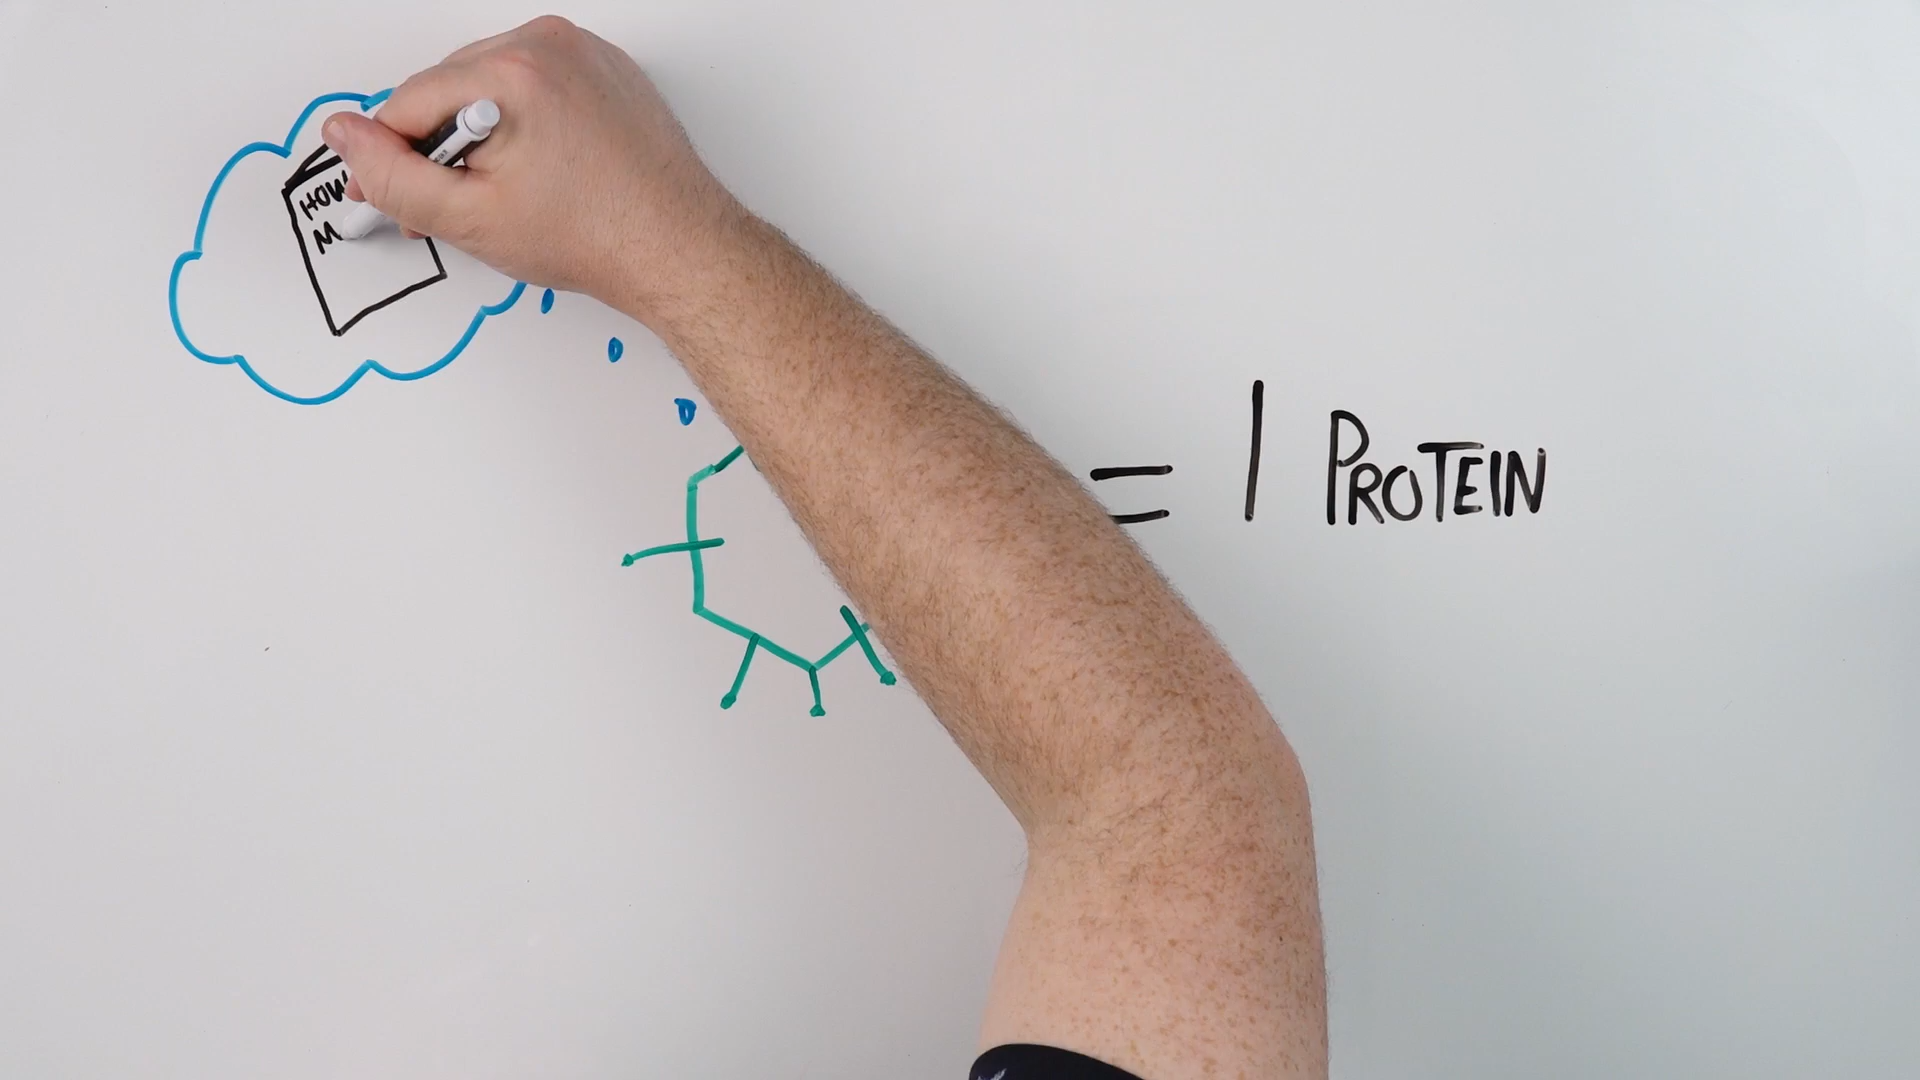 HOW
M
= 1 PROTEIN